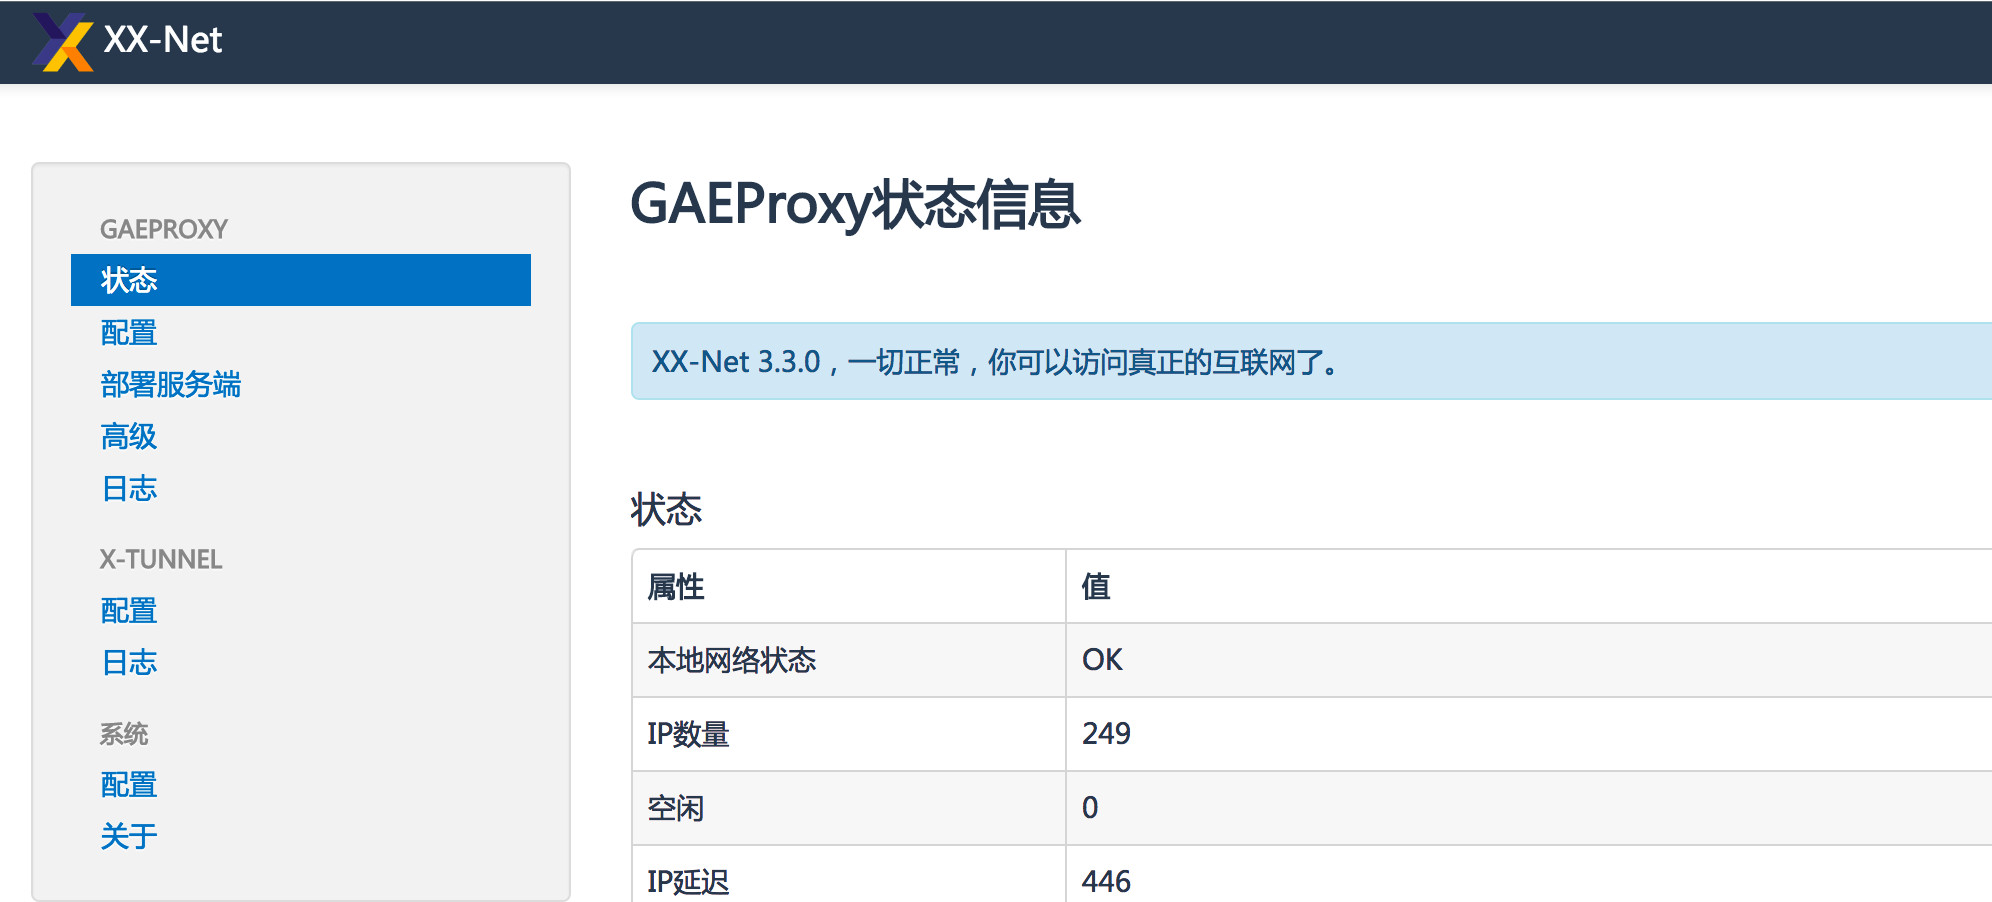 XX-Net
GAEPROXY
状态
配置
部署服务端
高级
日志
X-TUNNEL
配置
日志
系统
配置
关于
GAEProxy状态信息
XX-Net 3.3.0，一切正常，你可以访问真正的互联网了。
状态
属性 值
本地网络状态 OK
IP数量 249
空闲 0
IP延迟 446